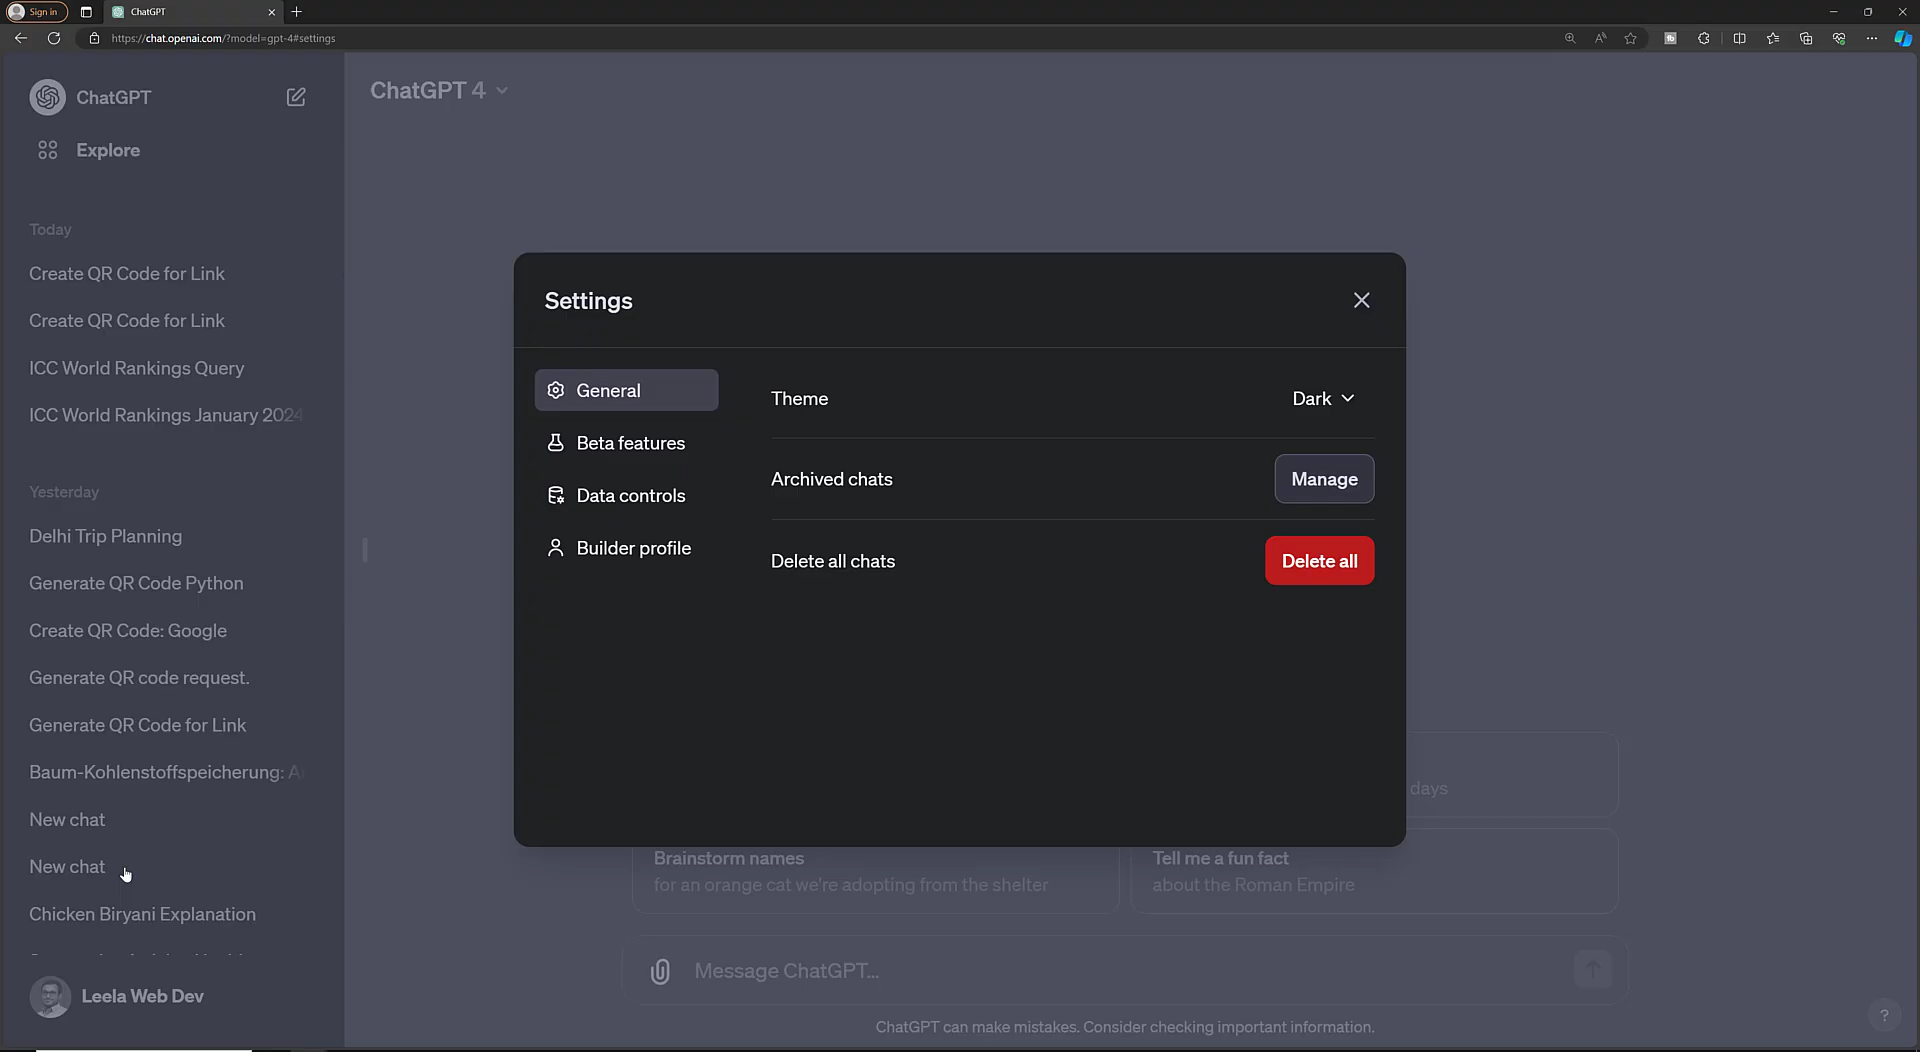 Sign in
ChatGPT
https://chat.openai.com/?model=gpt-4#settings
ChatGPT
Explore
Today
Create QR Code for Link
Create QR Code for Link
ICC World Rankings Query
ICC World Rankings January 2024
Yesterday
Delhi Trip Planning
Generate QR Code Python
Create QR Code: Google
Generate QR code request.
Generate QR Code for Link
Baum-Kohlenstoffspeicherung: A
New chat
New chat
Chicken Biryani Explanation
Leela Web Dev
ChatGPT 4
Settings
General
Beta features
Data controls
Builder profile
Theme
Dark
Archived chats
Manage
Delete all chats
Delete all
days
Brainstorm names
for an orange cat we're adopting from the shelter
Tell me a fun fact
about the Roman Empire
Message ChatGPT...
ChatGPT can make mistakes. Consider checking important information.
?